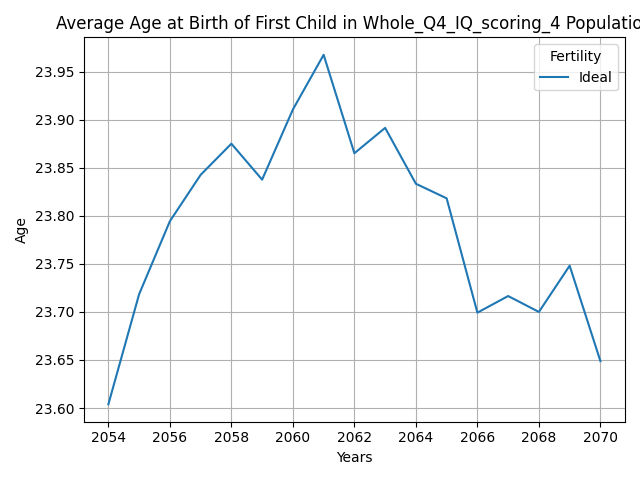 Average Age at Birth of First Child in Whole_Q4_IQ_scoring_4 Populatio
Fertility
Ideal
23.95
23.90
23.85
23.80
23.75
23.70
23.65
23.60
Age
2054 2056 2058 2060 2062 2064 2066 2068 2070
Years